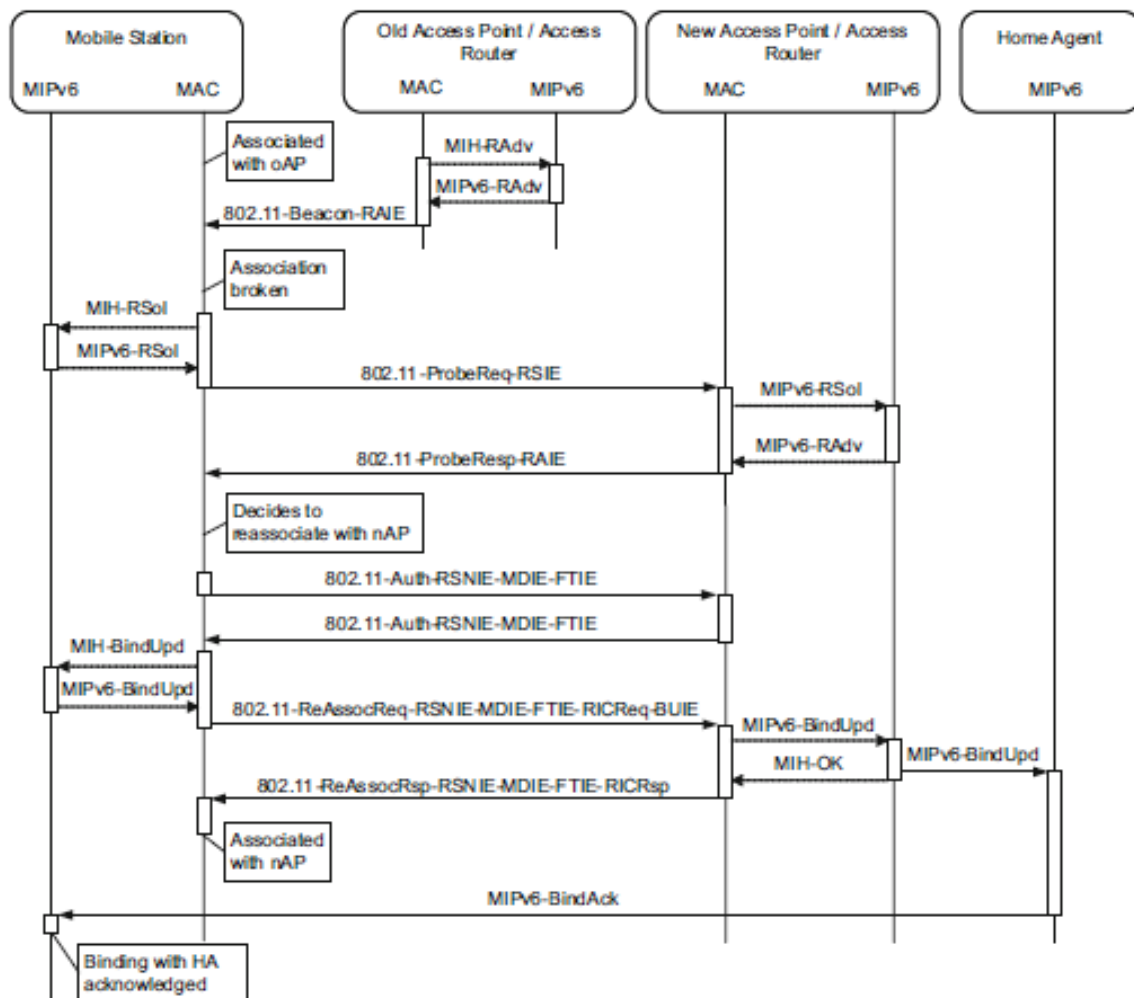 Mobile Station
Old Access Point / Access
Router
New Access Point / Access
Router
Home Agent
MIPv6
MAC
MAC
MIPv6
MAC
MIPv6
MIPv6
Associated
with oAP
MIH-RAdv
MIPv6-RAdv
802.11-Beacon-RAIE
Association
broken
MIH-RSol
MIPv6-RSol
802.11-ProbeReq-RSIE
MIPv6-RSol
MIPv6-RAdv
802.11-ProbeResp-RAIE
Decides to
reassociate with nAP
802.11-Auth-RSNIE-MDIE-FTIE
802.11-Auth-RSNIE-MDIE-FTIE
MIH-BindUpd
MIPv6-BindUpd
802.11-ReAssocReq-RSNIE-MDIE-FTIE-RICReq-BUIE
MIPv6-BindUpd
MIPv6-BindUpd
MIH-OK
802.11-ReAssocRsp-RSNIE-MDIE-FTIE-RICRsp
Associated
with nAP
MIPv6-BindAck
Binding with HA
acknowledged